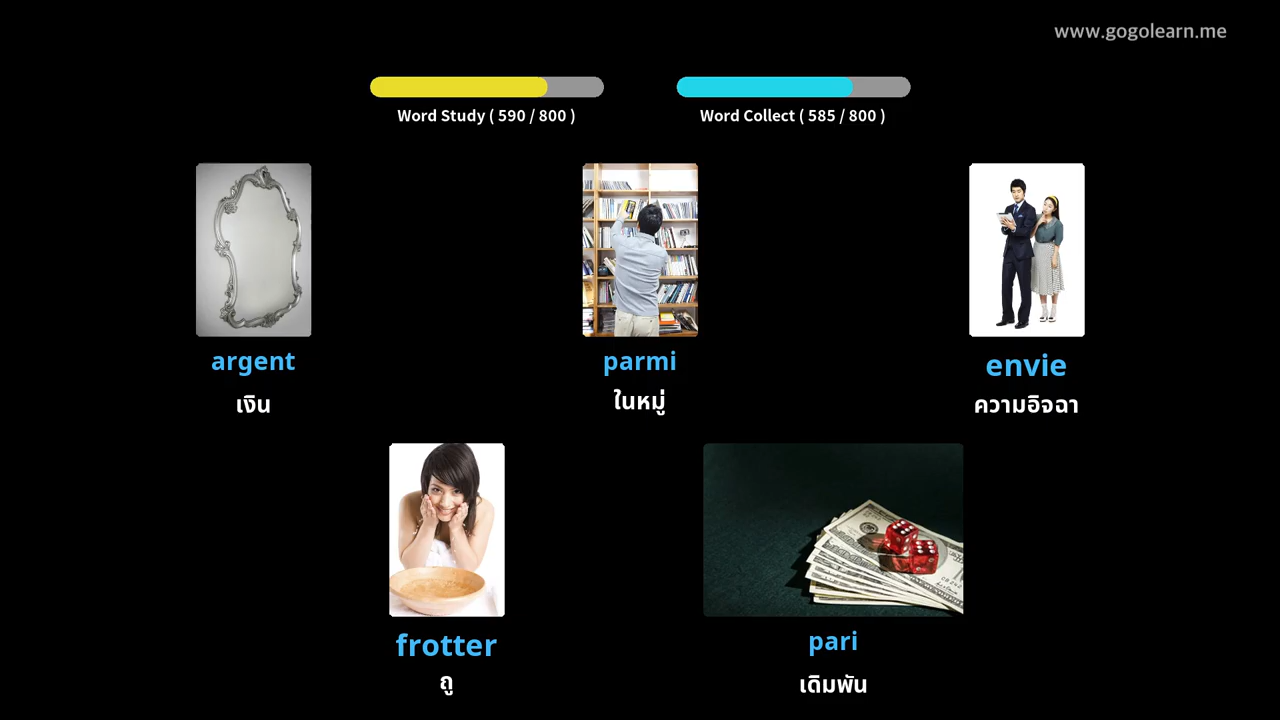 www.gogolearn.me
Word Study ( 590 / 800 )
Word Collect ( 585 / 800 )
argent
เงิน
parmi
ในหมู่
envie
ความอิจฉา
frotter
ถู
pari
เดิมพัน